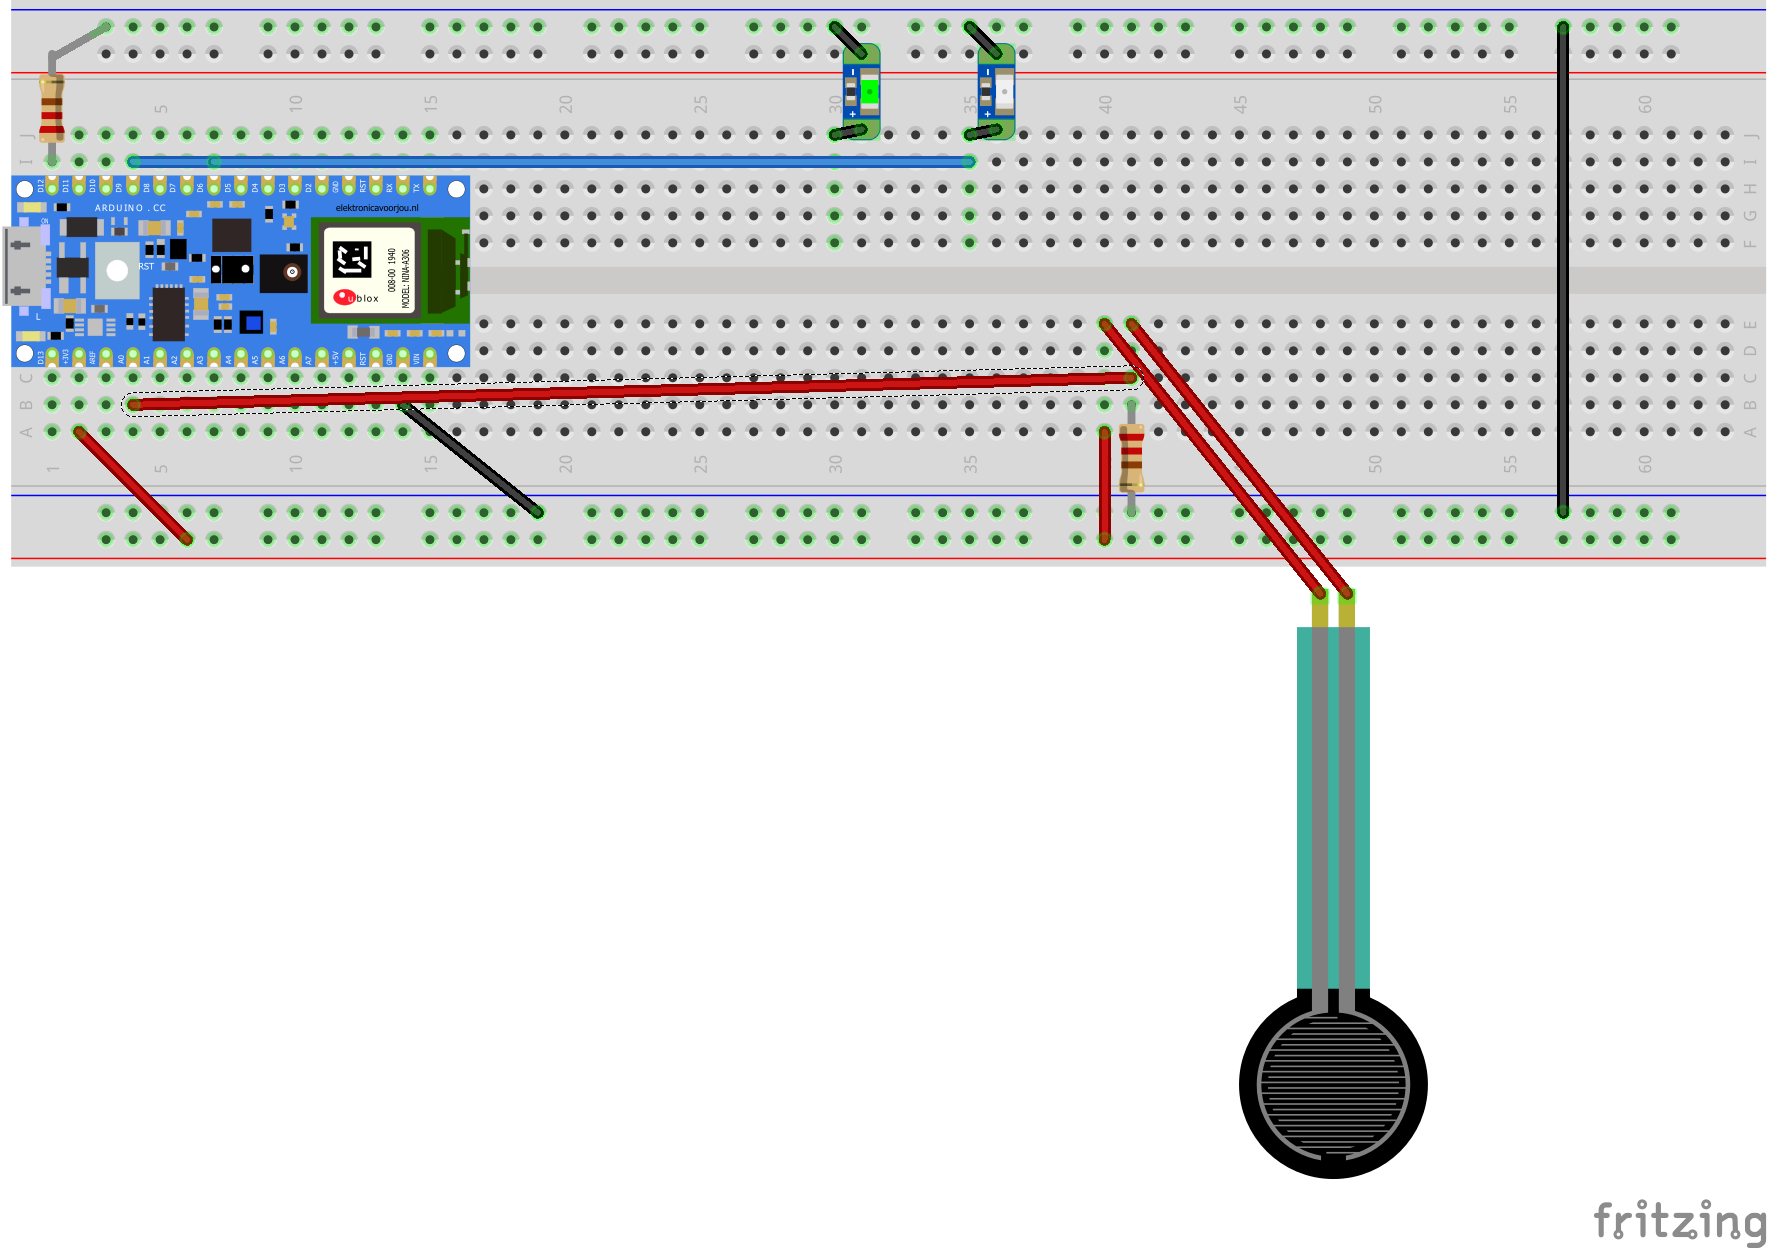 5 10 15 20 25 30 35 40 45 50 55 60
- -
+ +
J J
I I
D12 D11 D10 D9 D8 D7 D6 D5 D4 D3 D2 GND RST RX TX
H H
ARDUINO.CC elektronicavoorjou.nl
G G
ON
F F
RST
008-00 1940
MODEL: NINA-A306
ublox
L
E E
D13 +3V3 AREF A0 A1 A2 A3 A4 A5 A6 A7 +5V RST GND VIN
D D
C C
B B
A A
1 5 10 15 20 25 30 35 45 50 55 60
fritzing